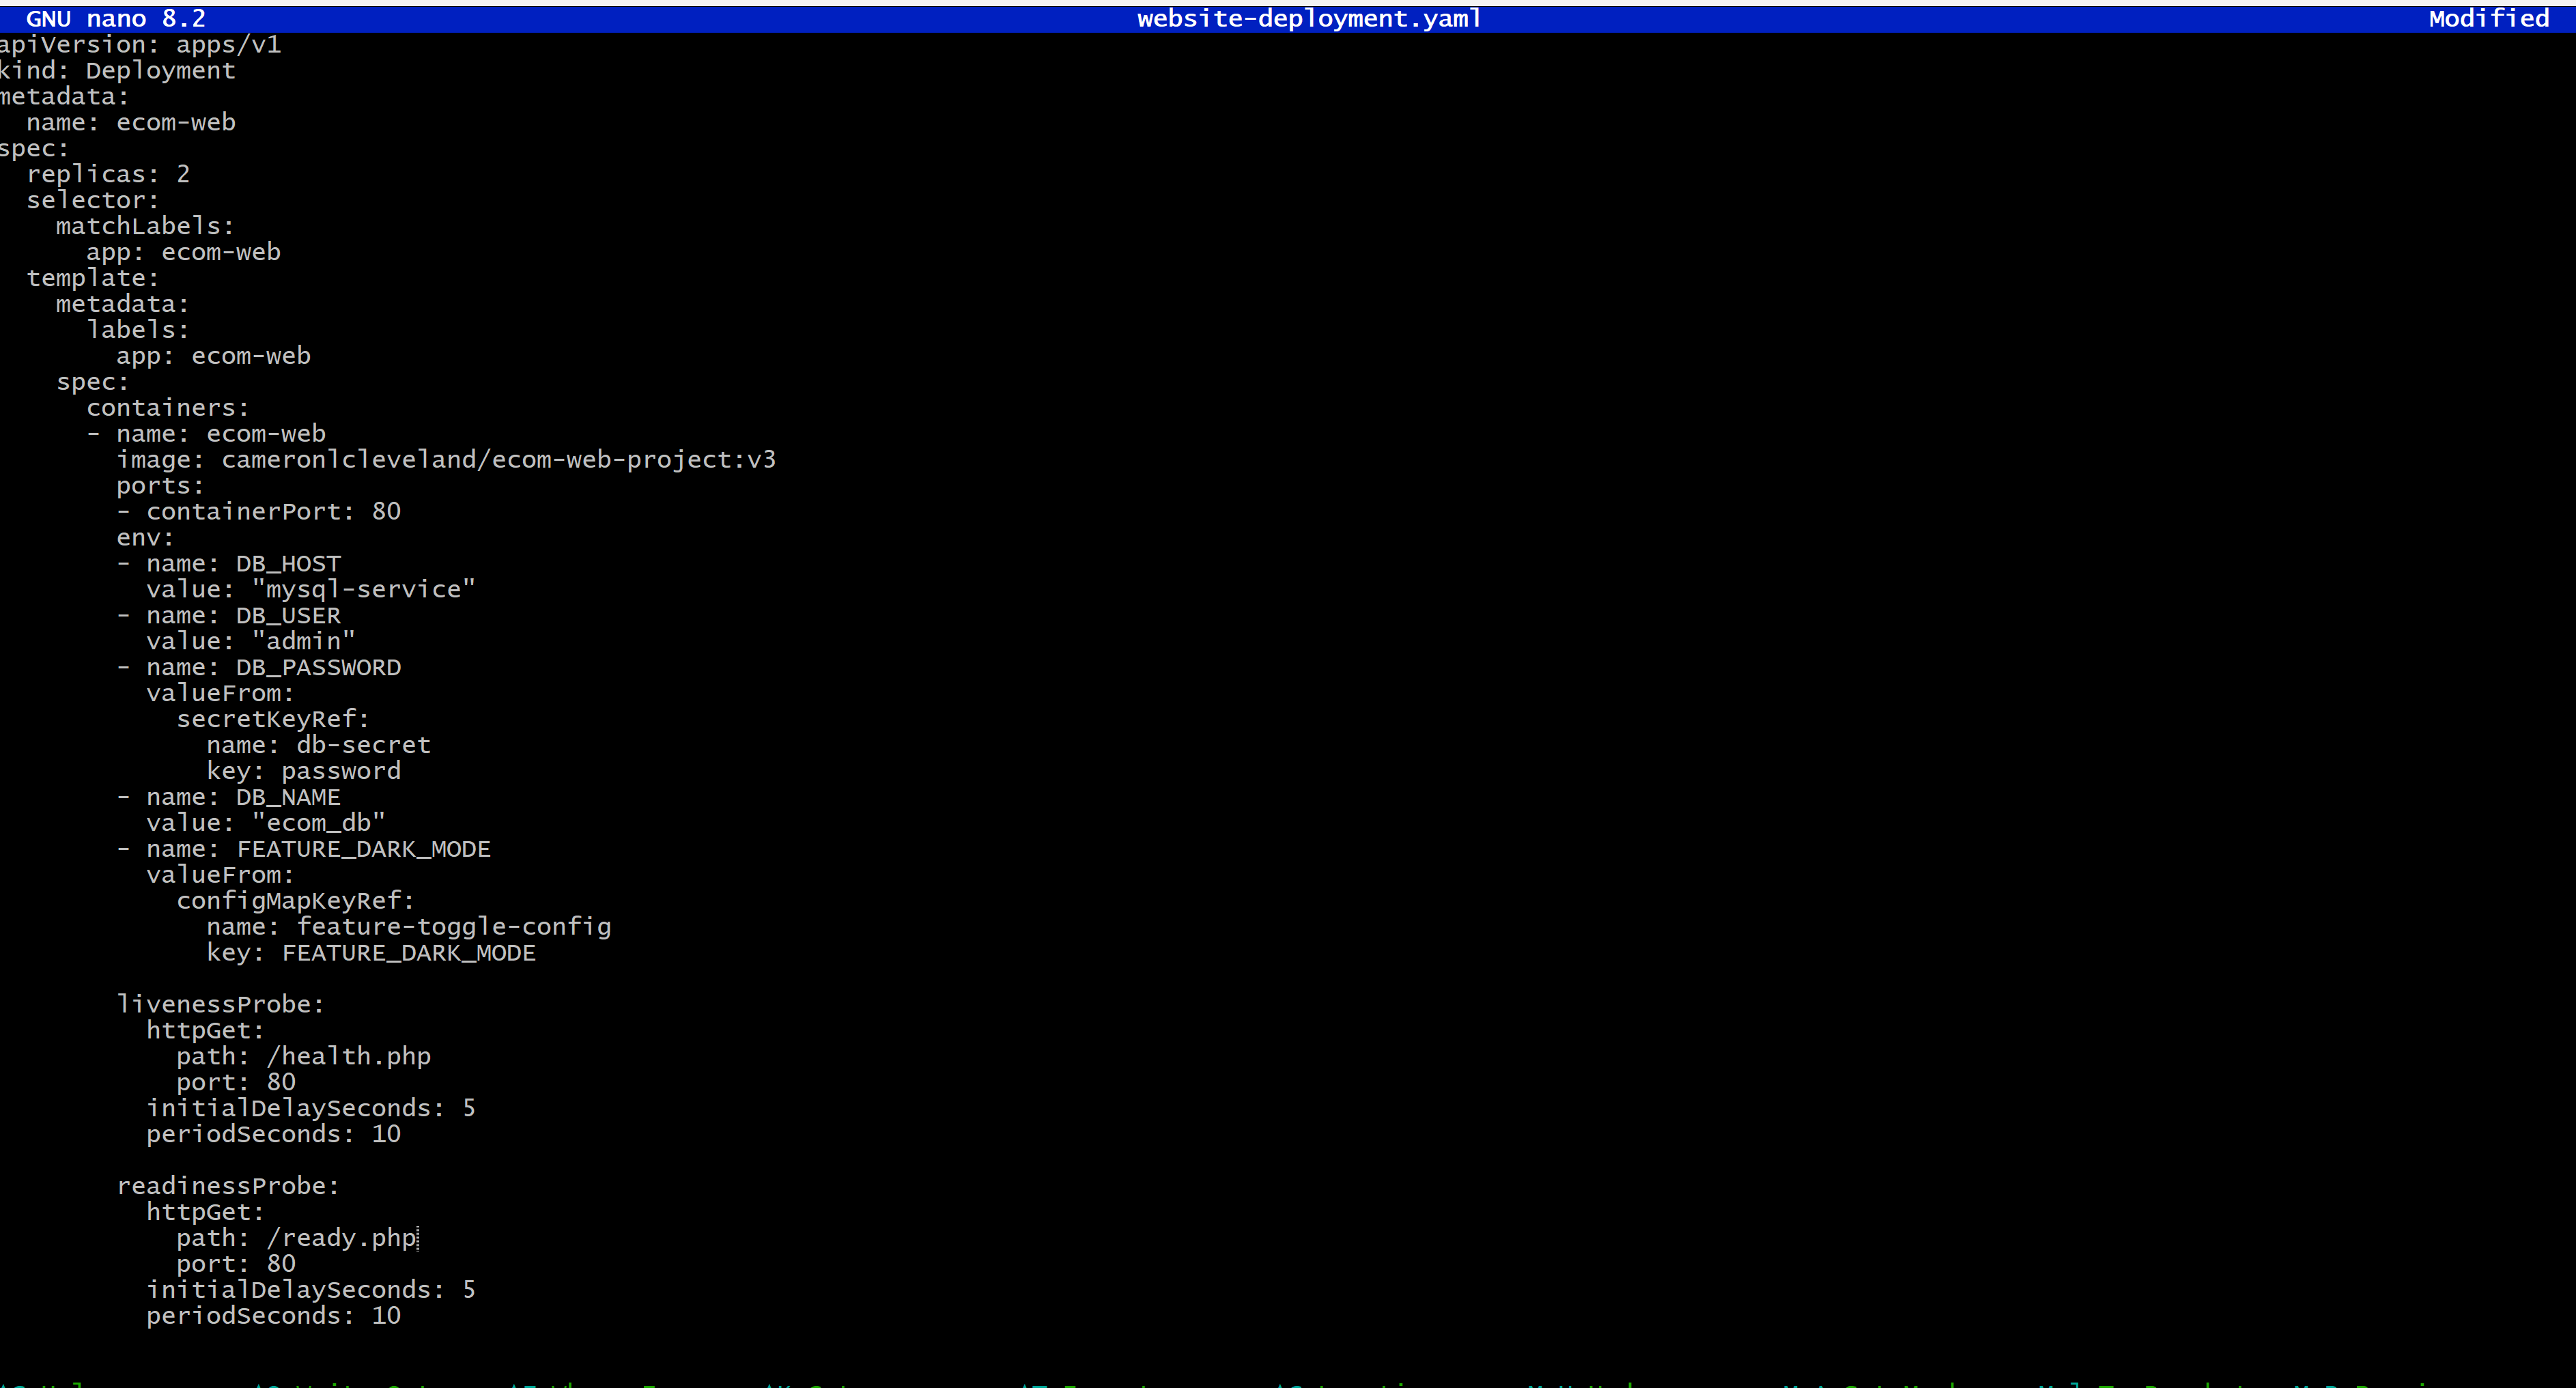 GNU nano 8.2 website-deployment.yaml Modified
apiVersion: apps/v1
kind: Deployment
metadata:
  name: ecom-web
spec:
  replicas: 2
  selector:
    matchLabels:
      app: ecom-web
  template:
    metadata:
      labels:
        app: ecom-web
    spec:
      containers:
      - name: ecom-web
        image: cameronlcleveland/ecom-web-project:v3
        ports:
        - containerPort: 80
        env:
        - name: DB_HOST
          value: "mysql-service"
        - name: DB_USER
          value: "admin"
        - name: DB_PASSWORD
          valueFrom:
            secretKeyRef:
              name: db-secret
              key: password
        - name: DB_NAME
          value: "ecom_db"
        - name: FEATURE_DARK_MODE
          valueFrom:
            configMapKeyRef:
              name: feature-toggle-config
              key: FEATURE_DARK_MODE

        livenessProbe:
          httpGet:
            path: /health.php
            port: 80
          initialDelaySeconds: 5
          periodSeconds: 10

        readinessProbe:
          httpGet:
            path: /ready.php
            port: 80
          initialDelaySeconds: 5
          periodSeconds: 10